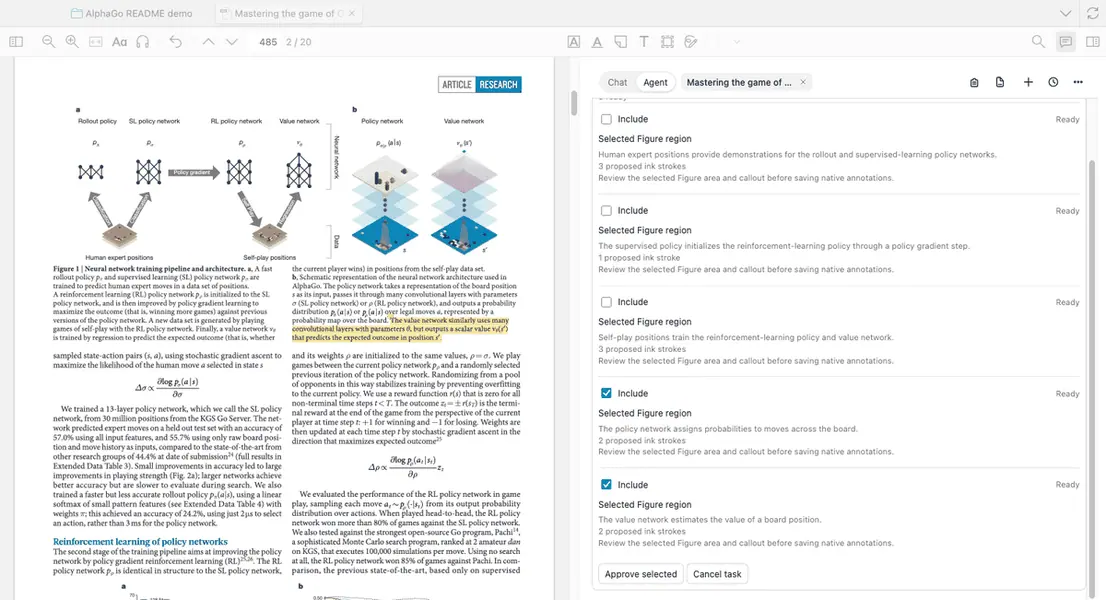 AlphaGo README demo
Mastering the game of G
Aa
485 2 / 20
ARTICLE RESEARCH
a
b
Rollout policy SL policy network RL policy network Value network
Policy network Value network
Neural network
Policy gradient
Classification
Classification
Self Play
Regression
Data
Human expert positions Self-play positions
s s′
Figure 1 | Neural network training pipeline and architecture. a, A fast
rollout policy pπ and supervised learning (SL) policy network pσ are
trained to predict human expert moves in a data set of positions.
A reinforcement learning (RL) policy network pρ is initialized to the SL
policy network, and is then improved by policy gradient learning to
maximize the outcome (that is, winning more games) against previous
versions of the policy network. A new data set is generated by playing
games of self-play with the RL policy network. Finally, a value network vθ
is trained by regression to predict the expected outcome (that is, whether
the current player wins) in positions from the self-play data set.
b, Schematic representation of the neural network architecture used in
AlphaGo. The policy network takes a representation of the board position
s as its input, passes it through many convolutional layers with parameters
σ (SL policy network) or ρ (RL policy network), and outputs a probability
distribution pσ(a|s) or pρ(a|s) over legal moves a, represented by a
probability map over the board. The value network similarly uses many
convolutional layers with parameters θ, but outputs a scalar value vθ(s′)
that predicts the expected outcome in position s′.
sampled state-action pairs (s, a), using stochastic gradient ascent to
maximize the likelihood of the human move a selected in state s
Δσ ∝ ∂log pσ(a|s) / ∂σ
We trained a 13-layer policy network, which we call the SL policy
network, from 30 million positions from the KGS Go Server. The net-
work predicted expert moves on a held out test set with an accuracy of
57.0% using all input features, and 55.7% using only raw board posi-
tion and move history as inputs, compared to the state-of-the-art from
other research groups of 44.4% at date of submission24 (full results in
Extended Data Table 3). Small improvements in accuracy led to large
improvements in playing strength (Fig. 2a); larger networks achieve
better accuracy but are slower to evaluate during search. We also
trained a faster but less accurate rollout policy pπ(a|s), using a linear
softmax of small pattern features (see Extended Data Table 4) with
weights π; this achieved an accuracy of 24.2%, using just 2 μs to select
an action, rather than 3 ms for the policy network.
Reinforcement learning of policy networks
The second stage of the training pipeline aims at improving the policy
network by policy gradient reinforcement learning (RL)25,26. The RL
policy network pρ is identical in structure to the SL policy network,
and its weights ρ are initialized to the same values, ρ = σ. We play
games between the current policy network pρ and a randomly selected
previous iteration of the policy network. Randomizing from a pool
of opponents in this way stabilizes training by preventing overfitting
to the current policy. We use a reward function r(s) that is zero for all
non-terminal time steps t < T. The outcome zt = ± r(sT) is the termi-
nal reward at the end of the game from the perspective of the current
player at time step t: +1 for winning and −1 for losing. Weights are
then updated at each time step t by stochastic gradient ascent in the
direction that maximizes expected outcome25
Δρ ∝ ∂log pρ(at|st) / ∂ρ zt
We evaluated the performance of the RL policy network in game
play, sampling each move at ~ pρ(·|st) from its output probability
distribution over actions. When played head-to-head, the RL policy
network won more than 80% of games against the SL policy network.
We also tested against the strongest open-source Go program, Pachi14,
a sophisticated Monte Carlo search program, ranked at 2 amateur dan
on KGS, that executes 100,000 simulations per move. Using no search
at all, the RL policy network won 85% of games against Pachi. In com-
parison, the previous state-of-the-art, based only on supervised
a
b
70
0.50
Chat Agent Mastering the game of ...
Include Ready
Selected Figure region
Human expert positions provide demonstrations for the rollout and supervised-learning policy networks.
3 proposed ink strokes
Review the selected Figure area and callout before saving native annotations.
Include Ready
Selected Figure region
The supervised policy initializes the reinforcement-learning policy through a policy gradient step.
1 proposed ink stroke
Review the selected Figure area and callout before saving native annotations.
Include Ready
Selected Figure region
Self-play positions train the reinforcement-learning policy and value network.
3 proposed ink strokes
Review the selected Figure area and callout before saving native annotations.
Include Ready
Selected Figure region
The policy network assigns probabilities to moves across the board.
2 proposed ink strokes
Review the selected Figure area and callout before saving native annotations.
Include Ready
Selected Figure region
The value network estimates the value of a board position.
2 proposed ink strokes
Review the selected Figure area and callout before saving native annotations.
Approve selected Cancel task